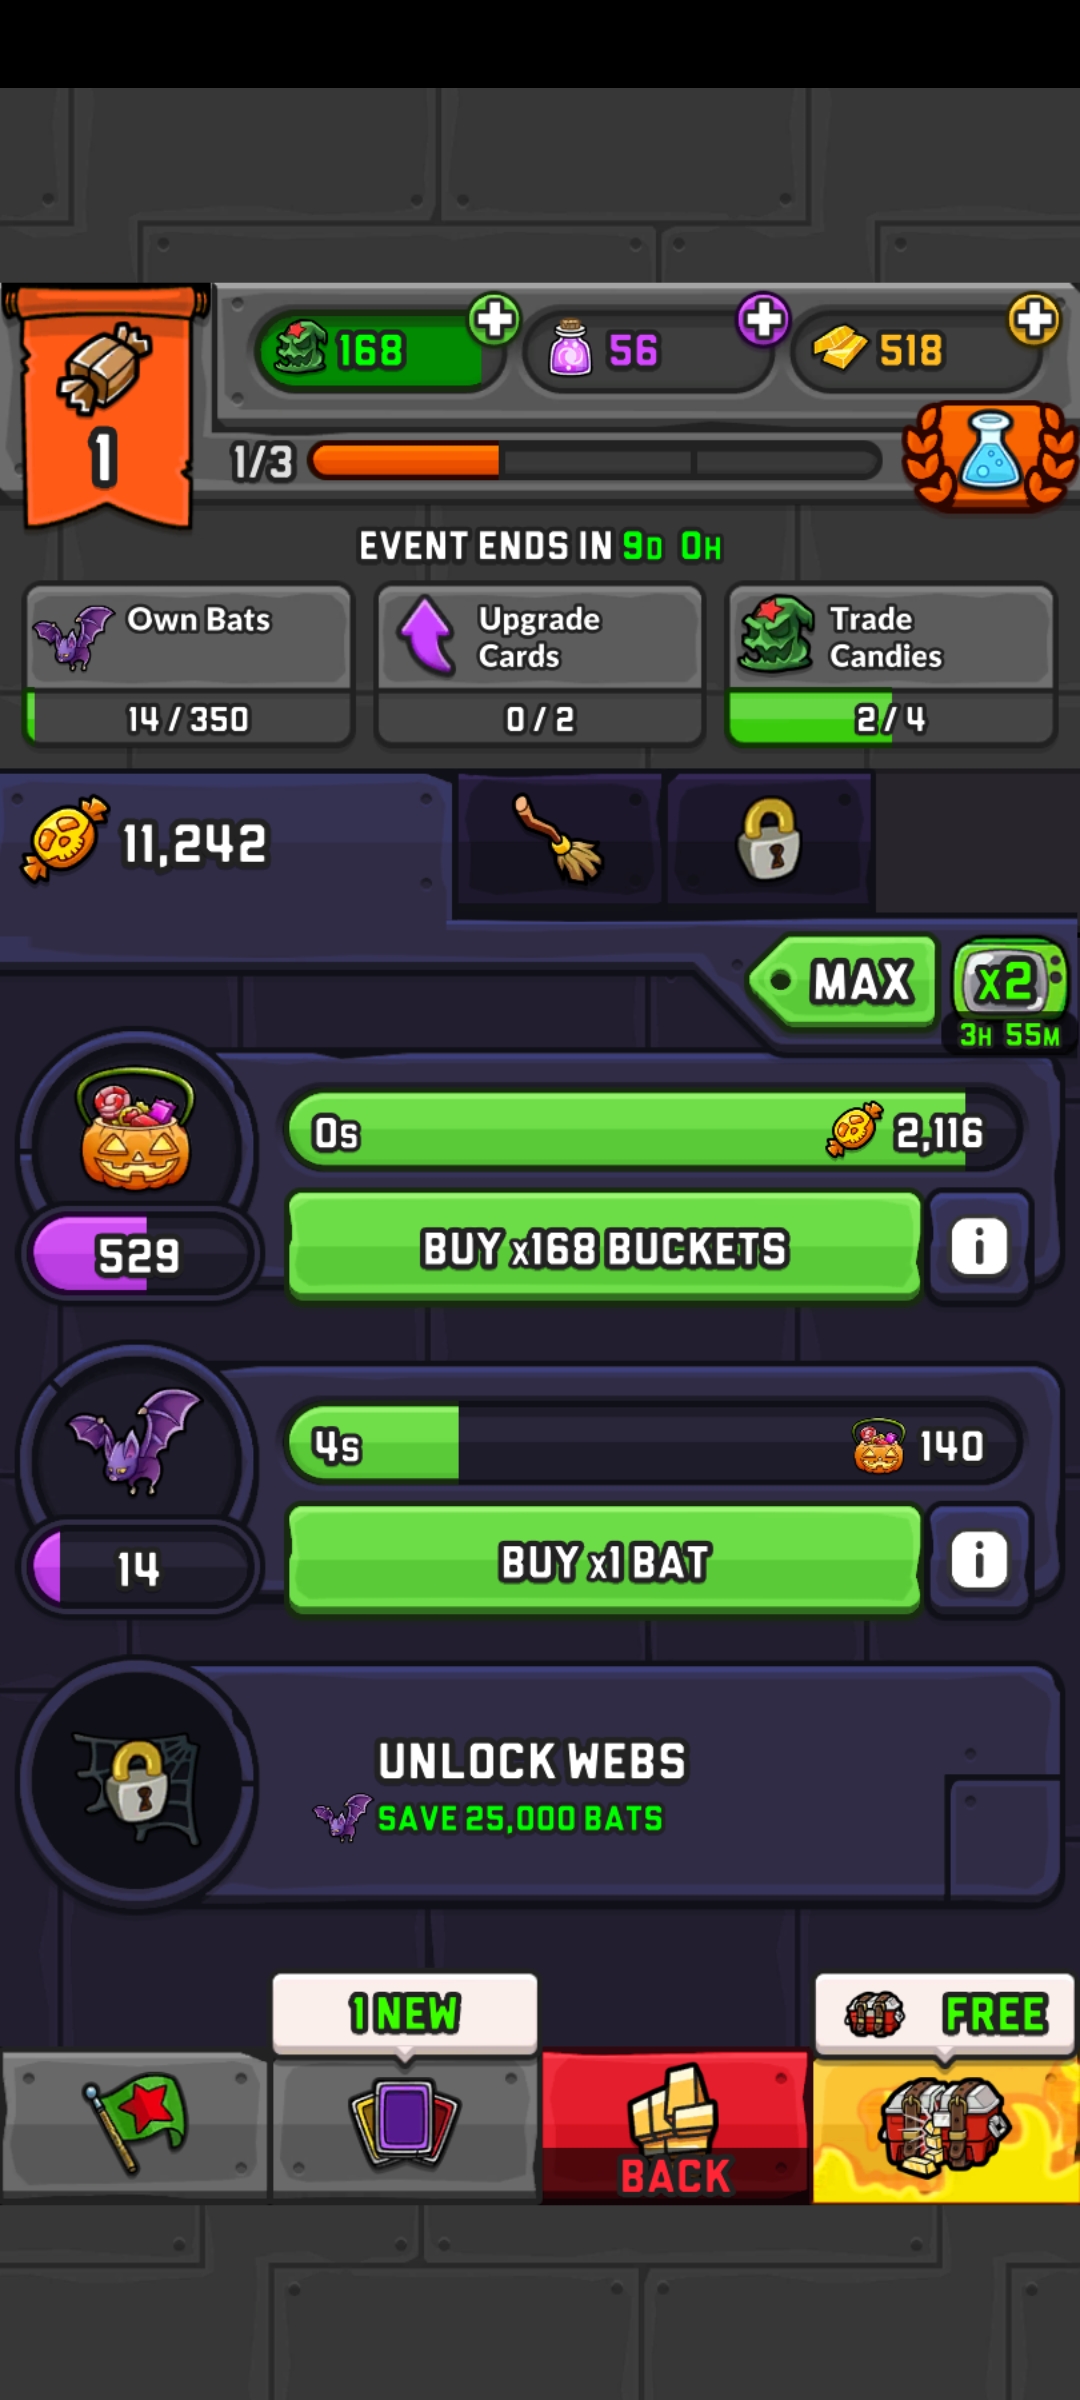 168
56
518
1
1/3
EVENT ENDS IN 9D 0H
Own Bats
14 / 350
Upgrade
Cards
0 / 2
Trade
Candies
2 / 4
11,242
MAX
x2
3H 55M
0s
2,116
529
BUY x168 BUCKETS
i
4s
140
14
BUY x1 BAT
i
UNLOCK WEBS
SAVE 25,000 BATS
1 NEW
FREE
BACK